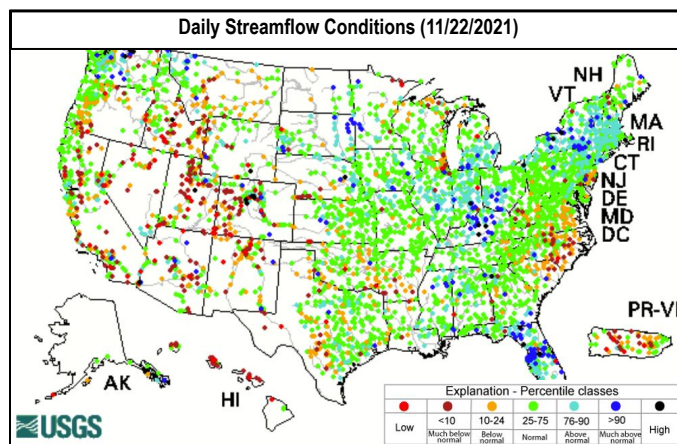 Daily Streamflow Conditions (11/22/2021)
NH
VT
MA
RI
CT
NJ
DE
MD
DC
PR-VI
AK
HI
USGS
Explanation - Percentile classes
Low
<10
10-24
25-75
76-90
>90
High
Much below normal
Below normal
Normal
Above normal
Much above normal